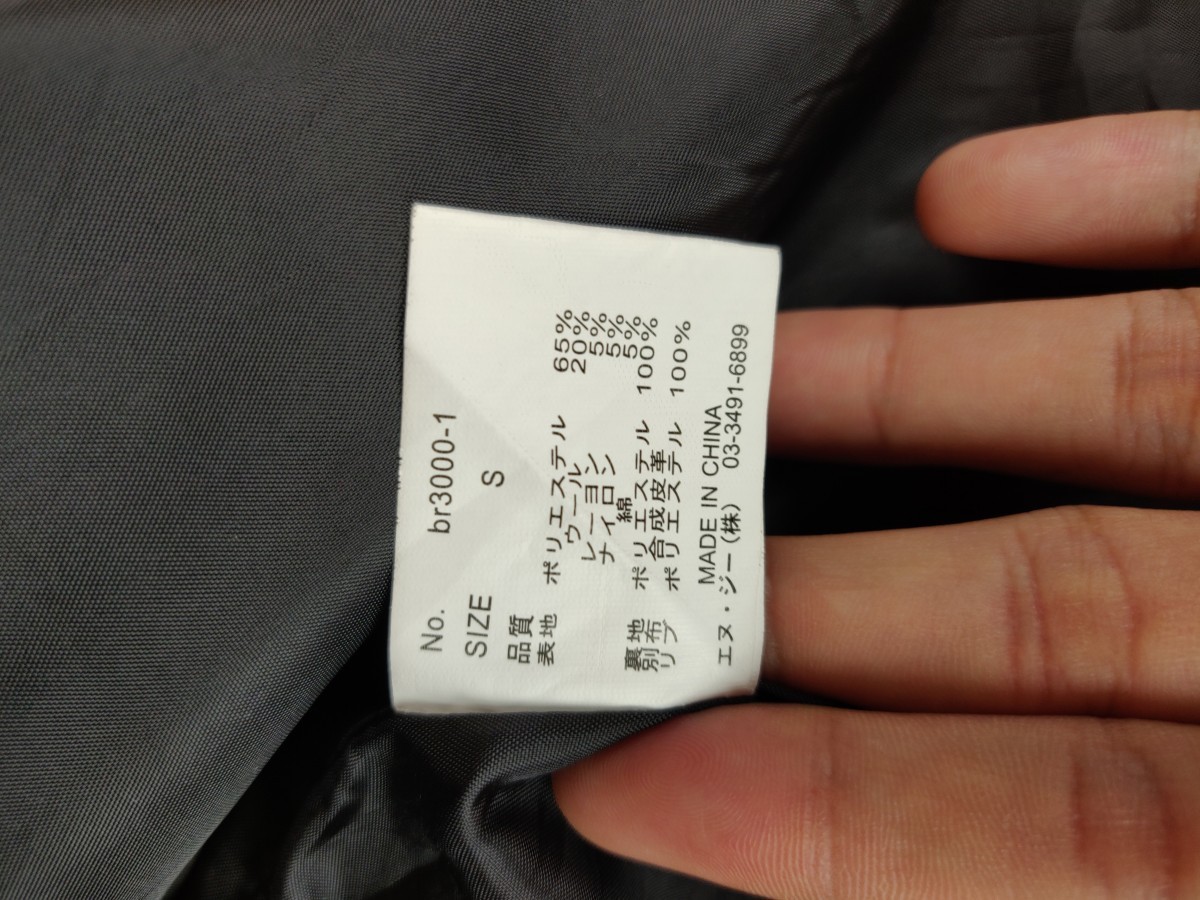 No. br3000-1
SIZE S
品質
表地 ポリエステル 65%
ウール 20%
レーヨン 5%
ナイロン 5%
綿 5%
裏地 ポリエステル 100%
別布 合成皮革
リブ ポリエステル 100%
MADE IN CHINA
エヌ・ジー(株) 03-3491-6899